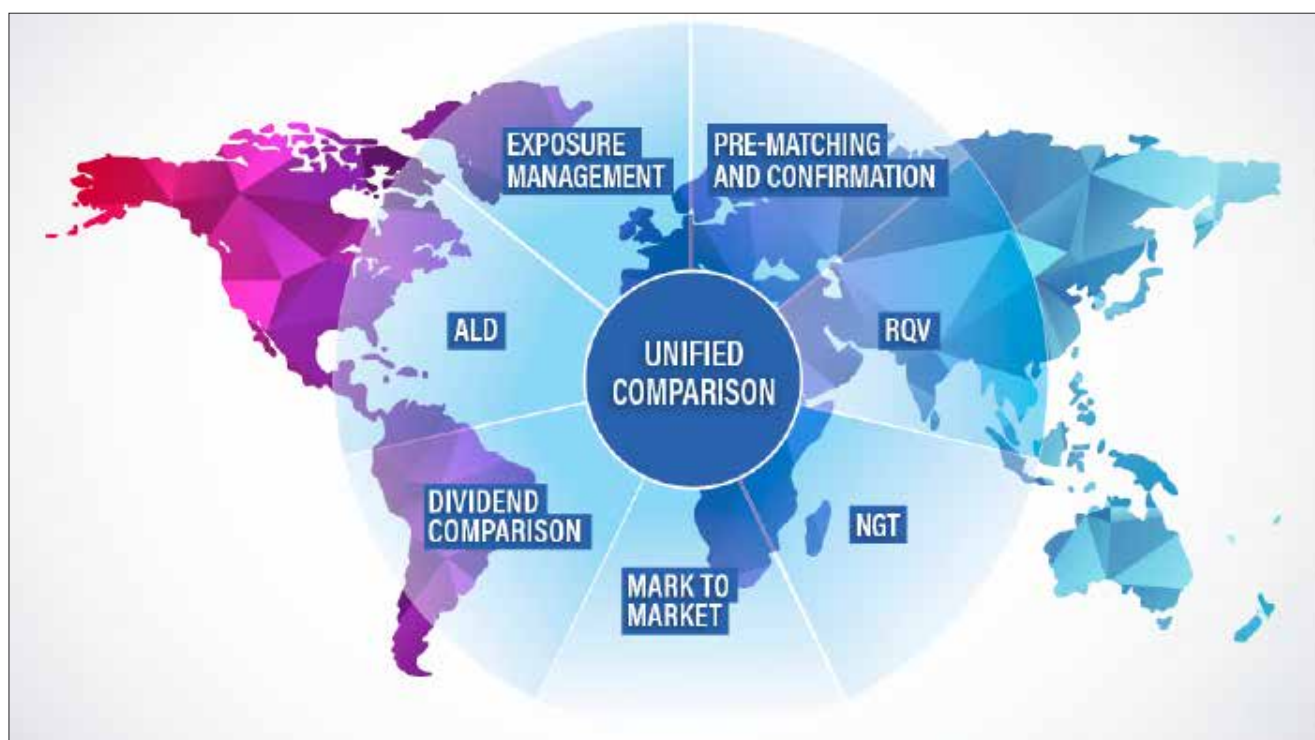 EXPOSURE
MANAGEMENT
PRE-MATCHING
AND CONFIRMATION
ALD
UNIFIED
COMPARISON
RQV
DIVIDEND
COMPARISON
NGT
MARK TO
MARKET